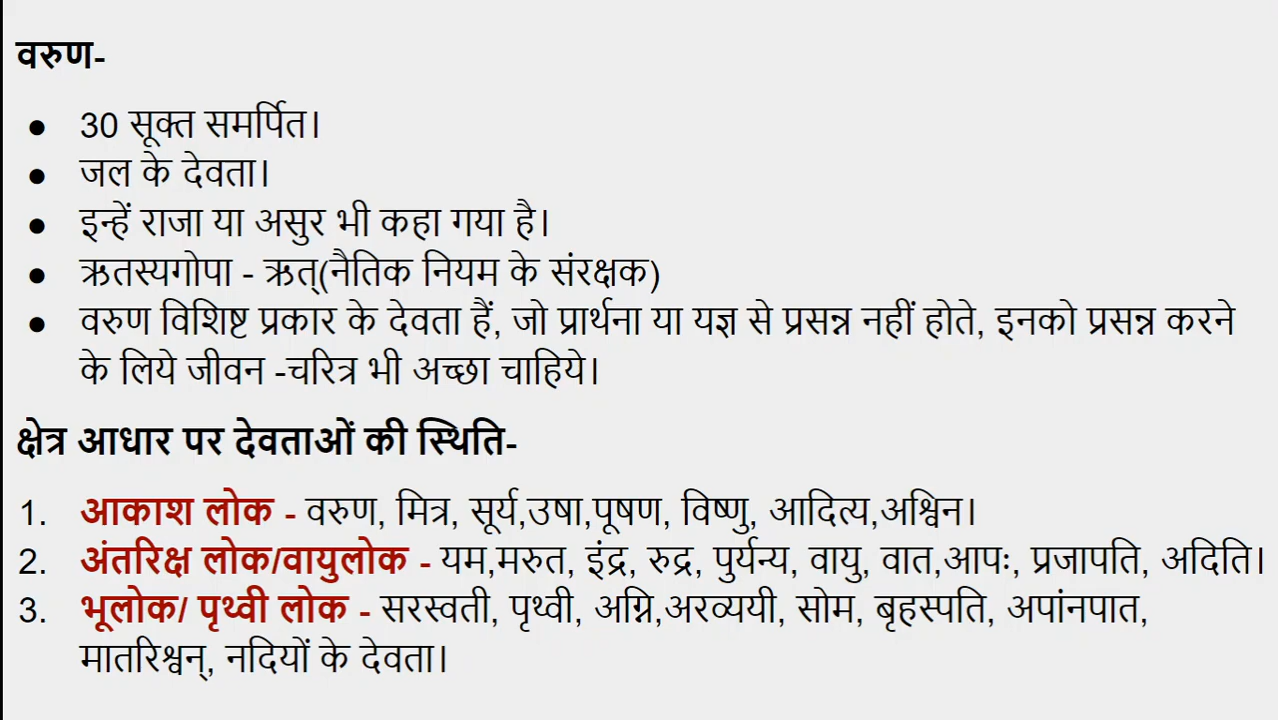 वरुण-
● 30 सूक्त समर्पित।
● जल के देवता।
● इन्हें राजा या असुर भी कहा गया है।
● ऋतस्यगोपा - ऋत्(नैतिक नियम के संरक्षक)
● वरुण विशिष्ट प्रकार के देवता हैं, जो प्रार्थना या यज्ञ से प्रसन्न नहीं होते, इनको प्रसन्न करने
के लिये जीवन -चरित्र भी अच्छा चाहिये।
क्षेत्र आधार पर देवताओं की स्थिति-
1. आकाश लोक - वरुण, मित्र, सूर्य,उषा,पूषण, विष्णु, आदित्य,अश्विन।
2. अंतरिक्ष लोक/वायुलोक - यम,मरुत, इंद्र, रुद्र, पुर्यन्य, वायु, वात,आपः, प्रजापति, अदिति।
3. भूलोक/ पृथ्वी लोक - सरस्वती, पृथ्वी, अग्नि,अरव्ययी, सोम, बृहस्पति, अपांनपात,
मातरिश्वन्, नदियों के देवता।